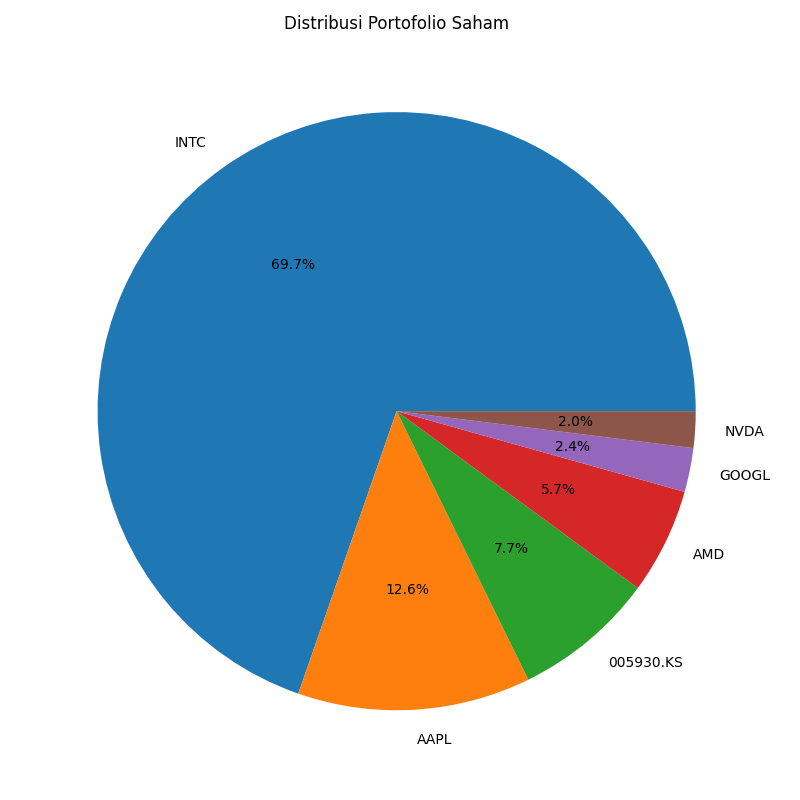 Distribusi Portofolio Saham
INTC
69.7%
2.0%
NVDA
2.4%
GOOGL
5.7%
AMD
7.7%
12.6%
005930.KS
AAPL